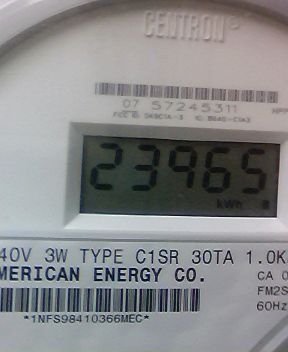 CENTRON®
07 57245311
23965
kWh
40V 3W TYPE C1SR 30TA 1.0K
MERICAN ENERGY CO.
CA 0
FM2S
60Hz
*1NFS98410366MEC*